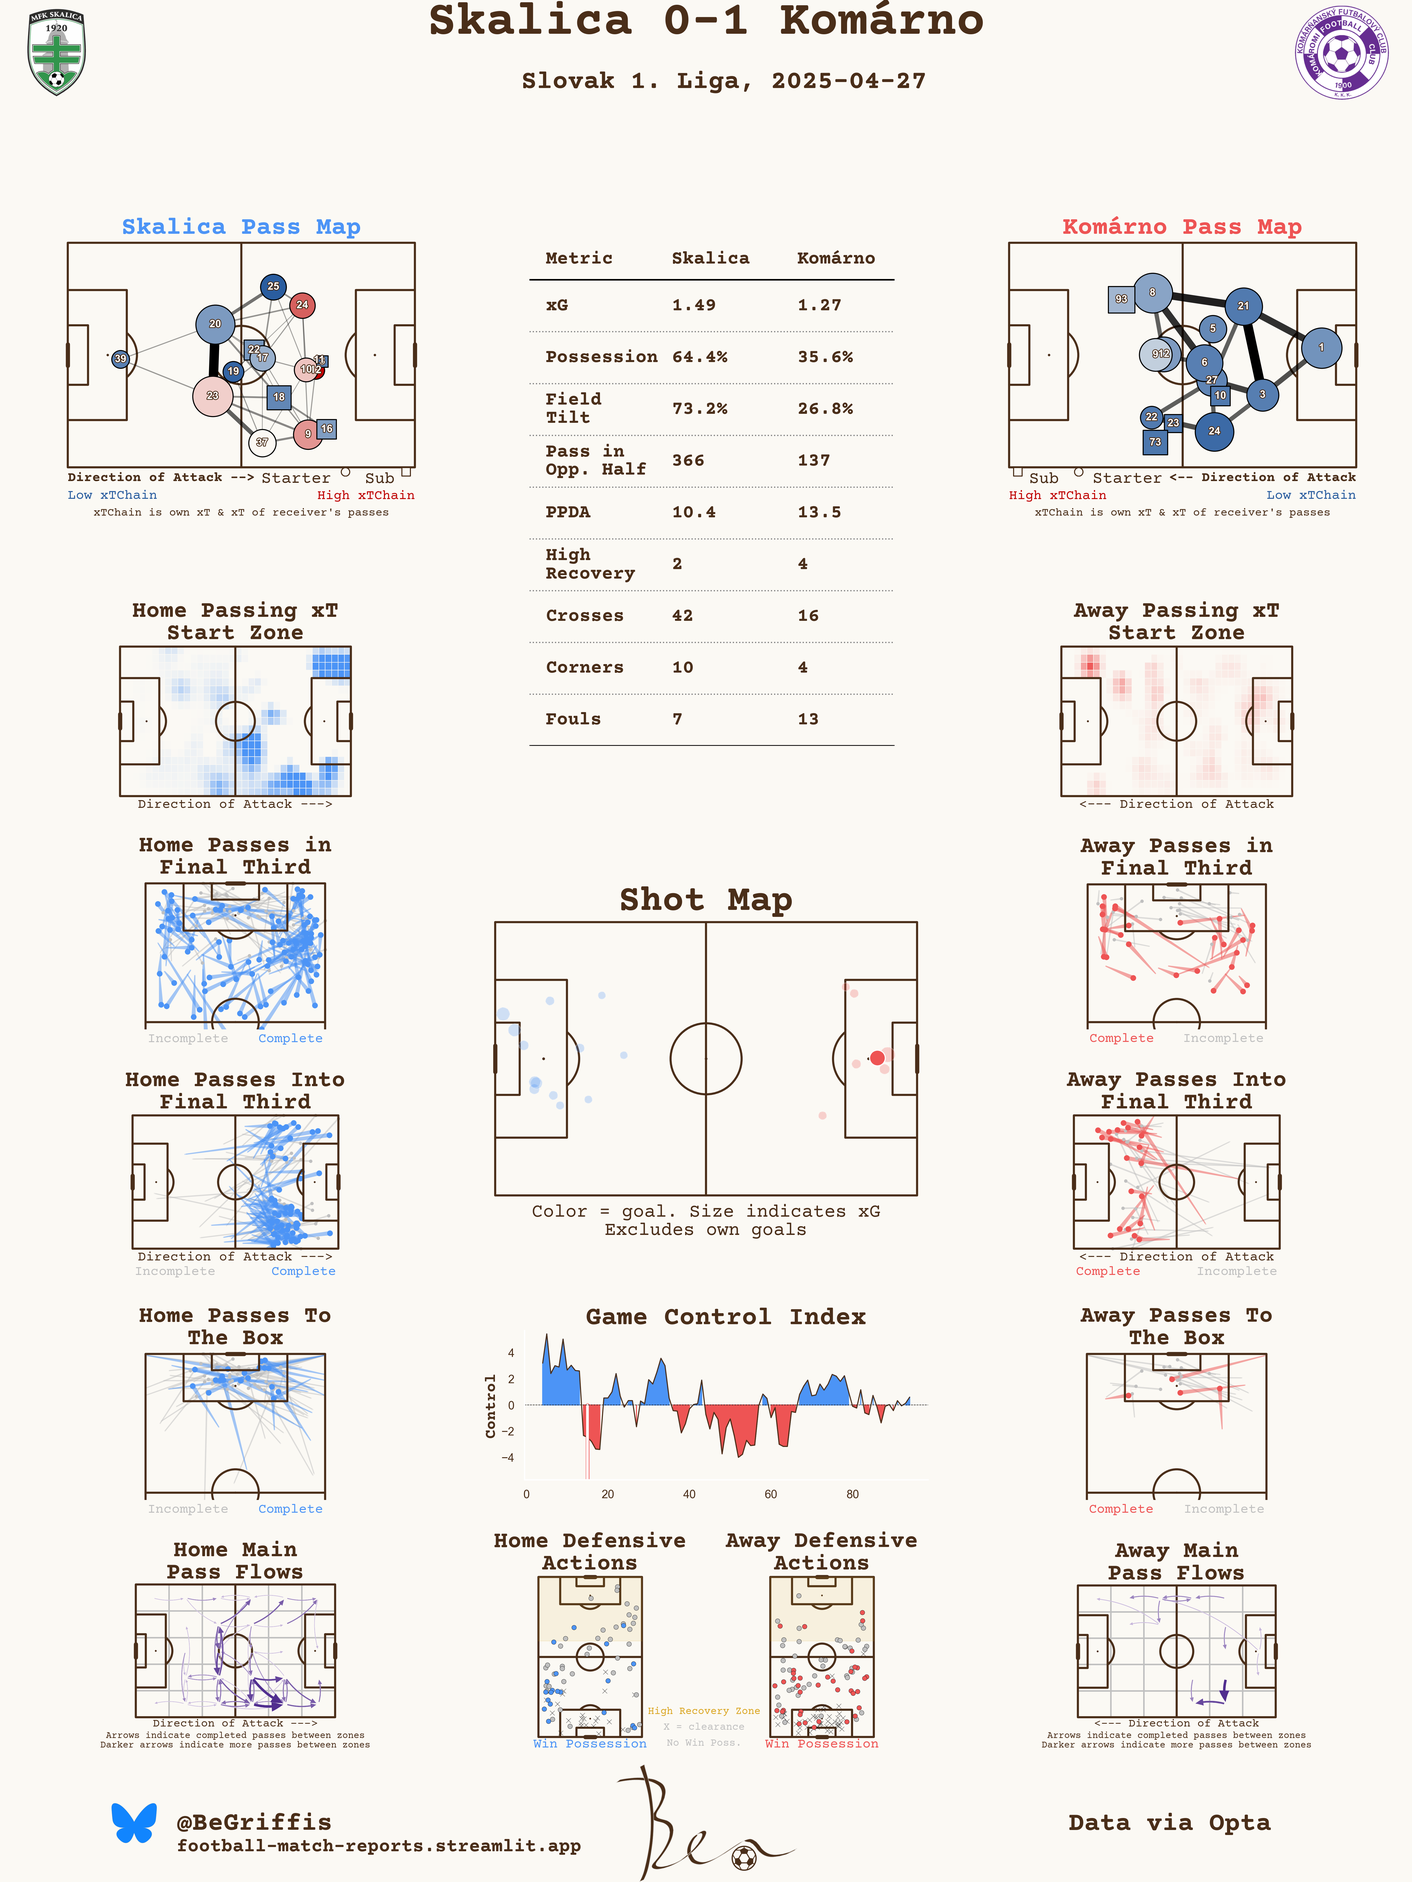 Skalica 0-1 Komárno
Slovak 1. Liga, 2025-04-27
MFK SKALICA
1920
KOMÁRŇANSKÝ FUTBALOVÝ CLUB
KOMÁROMI FOOTBALL CLUB
1900
K.F.C.
Skalica Pass Map
25
24
20
39
22
17
11
10
12
19
23
18
16
9
37
Direction of Attack --> Starter Sub
Low xTChain High xTChain
xTChain is own xT & xT of receiver's passes
Metric Skalica Komárno
xG 1.49 1.27
Possession 64.4% 35.6%
Field
Tilt 73.2% 26.8%
Pass in
Opp. Half 366 137
PPDA 10.4 13.5
High
Recovery 2 4
Crosses 42 16
Corners 10 4
Fouls 7 13
Komárno Pass Map
93
8
21
5
1
9
12
6
27
10
3
22
23
24
73
Sub Starter <-- Direction of Attack
High xTChain Low xTChain
xTChain is own xT & xT of receiver's passes
Home Passing xT
Start Zone
Direction of Attack --->
Away Passing xT
Start Zone
<--- Direction of Attack
Home Passes in
Final Third
Incomplete Complete
Away Passes in
Final Third
Complete Incomplete
Shot Map
Color = goal. Size indicates xG
Excludes own goals
Home Passes Into
Final Third
Direction of Attack --->
Incomplete Complete
Away Passes Into
Final Third
<--- Direction of Attack
Complete Incomplete
Home Passes To
The Box
Incomplete Complete
Game Control Index
Control
4
2
0
−2
−4
0 20 40 60 80
Away Passes To
The Box
Complete Incomplete
Home Main
Pass Flows
Direction of Attack --->
Arrows indicate completed passes between zones
Darker arrows indicate more passes between zones
Home Defensive
Actions
Win Possession
High Recovery Zone
X = clearance
No Win Poss.
Away Defensive
Actions
Win Possession
Away Main
Pass Flows
<--- Direction of Attack
Arrows indicate completed passes between zones
Darker arrows indicate more passes between zones
@BeGriffis
football-match-reports.streamlit.app
Ben
Data via Opta